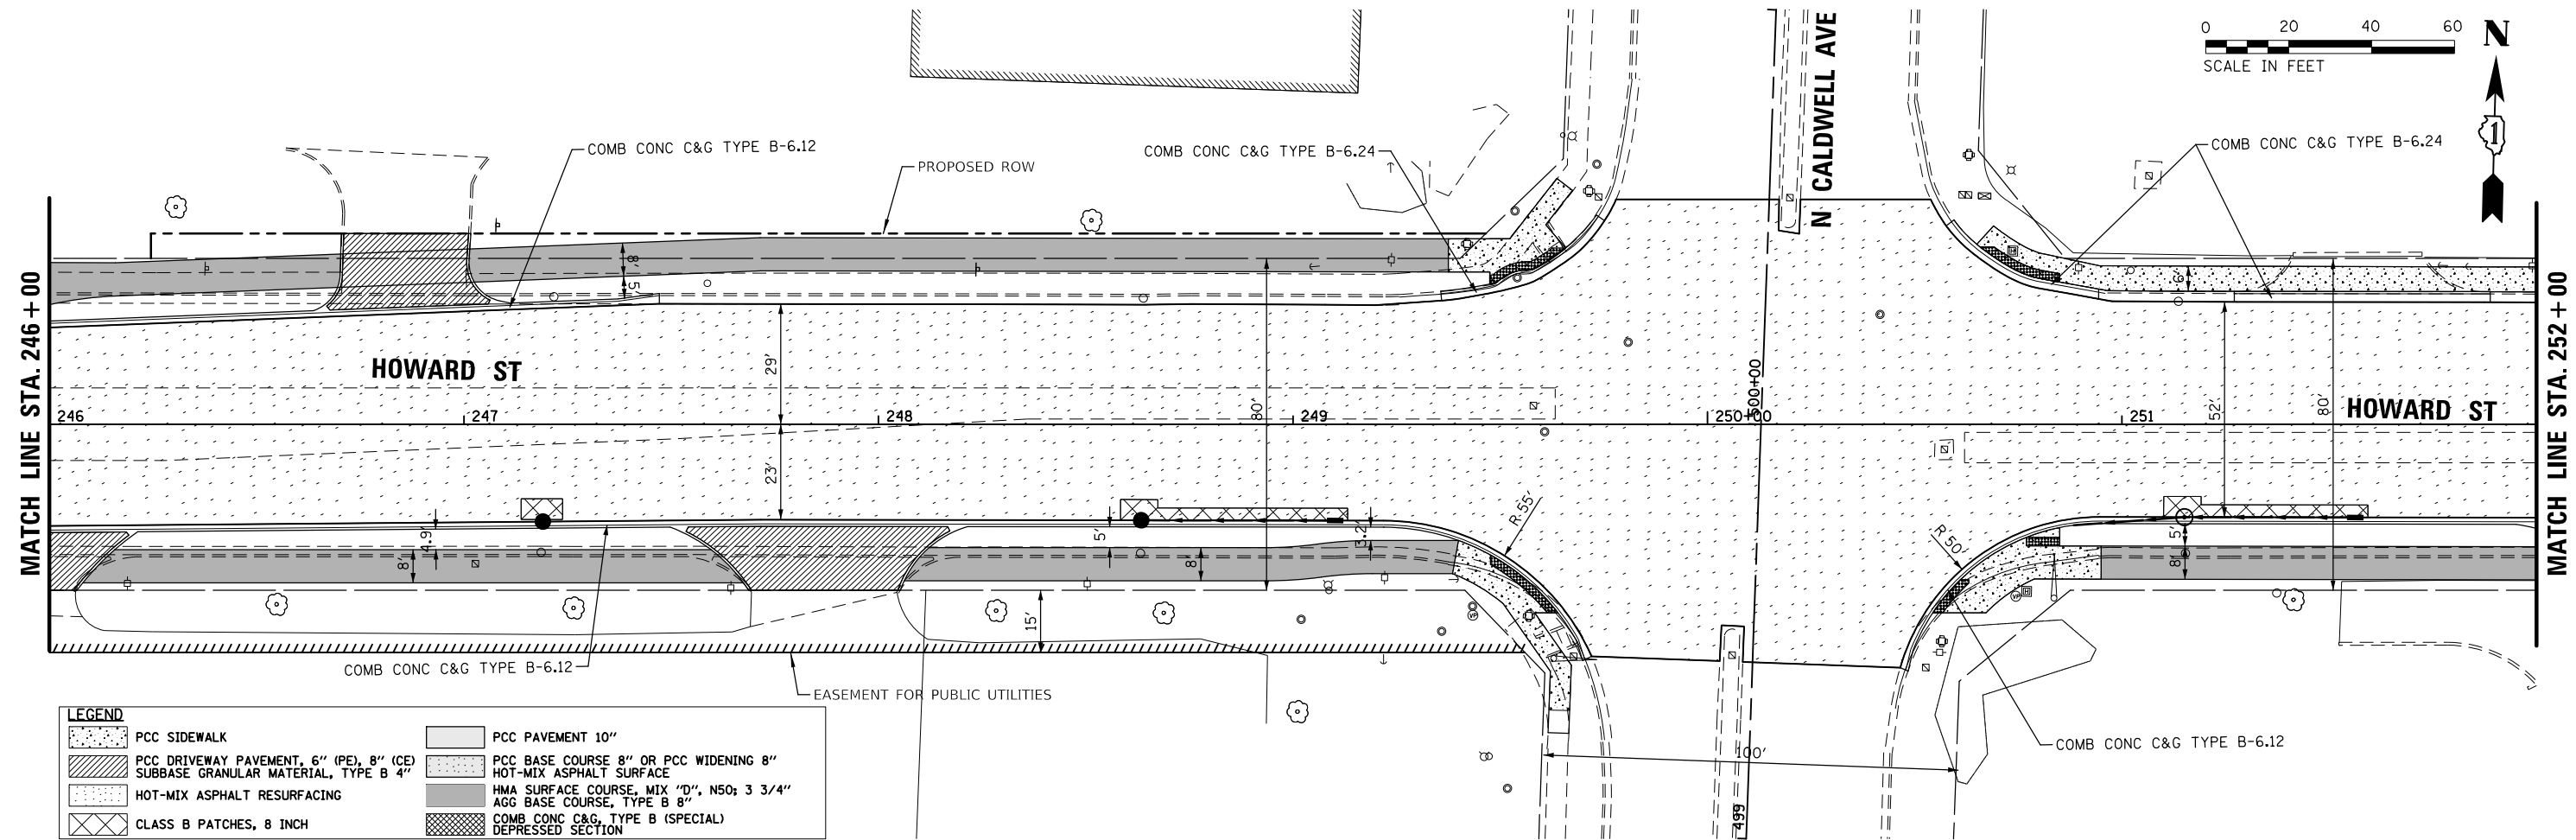 0 20 40 60
SCALE IN FEET
N
1
N CALDWELL AVE
COMB CONC C&G TYPE B-6.12
PROPOSED ROW
COMB CONC C&G TYPE B-6.24
COMB CONC C&G TYPE B-6.24
MATCH LINE STA. 246+00
MATCH LINE STA. 252+00
8'
5'
6'
HOWARD ST
29'
80'
52'
80'
HOWARD ST
500+00
246
247
248
249
250+00
251
23'
4.9'
8'
5'
8'
3.2'
R 55'
R 50'
5'
8'
15'
COMB CONC C&G TYPE B-6.12
EASEMENT FOR PUBLIC UTILITIES
COMB CONC C&G TYPE B-6.12
100'
499
LEGEND
PCC SIDEWALK
PCC DRIVEWAY PAVEMENT, 6" (PE), 8" (CE)
SUBBASE GRANULAR MATERIAL, TYPE B 4"
HOT-MIX ASPHALT RESURFACING
CLASS B PATCHES, 8 INCH
PCC PAVEMENT 10"
PCC BASE COURSE 8" OR PCC WIDENING 8"
HOT-MIX ASPHALT SURFACE
HMA SURFACE COURSE, MIX "D", N50; 3 3/4"
AGG BASE COURSE, TYPE B 8"
COMB CONC C&G, TYPE B (SPECIAL)
DEPRESSED SECTION